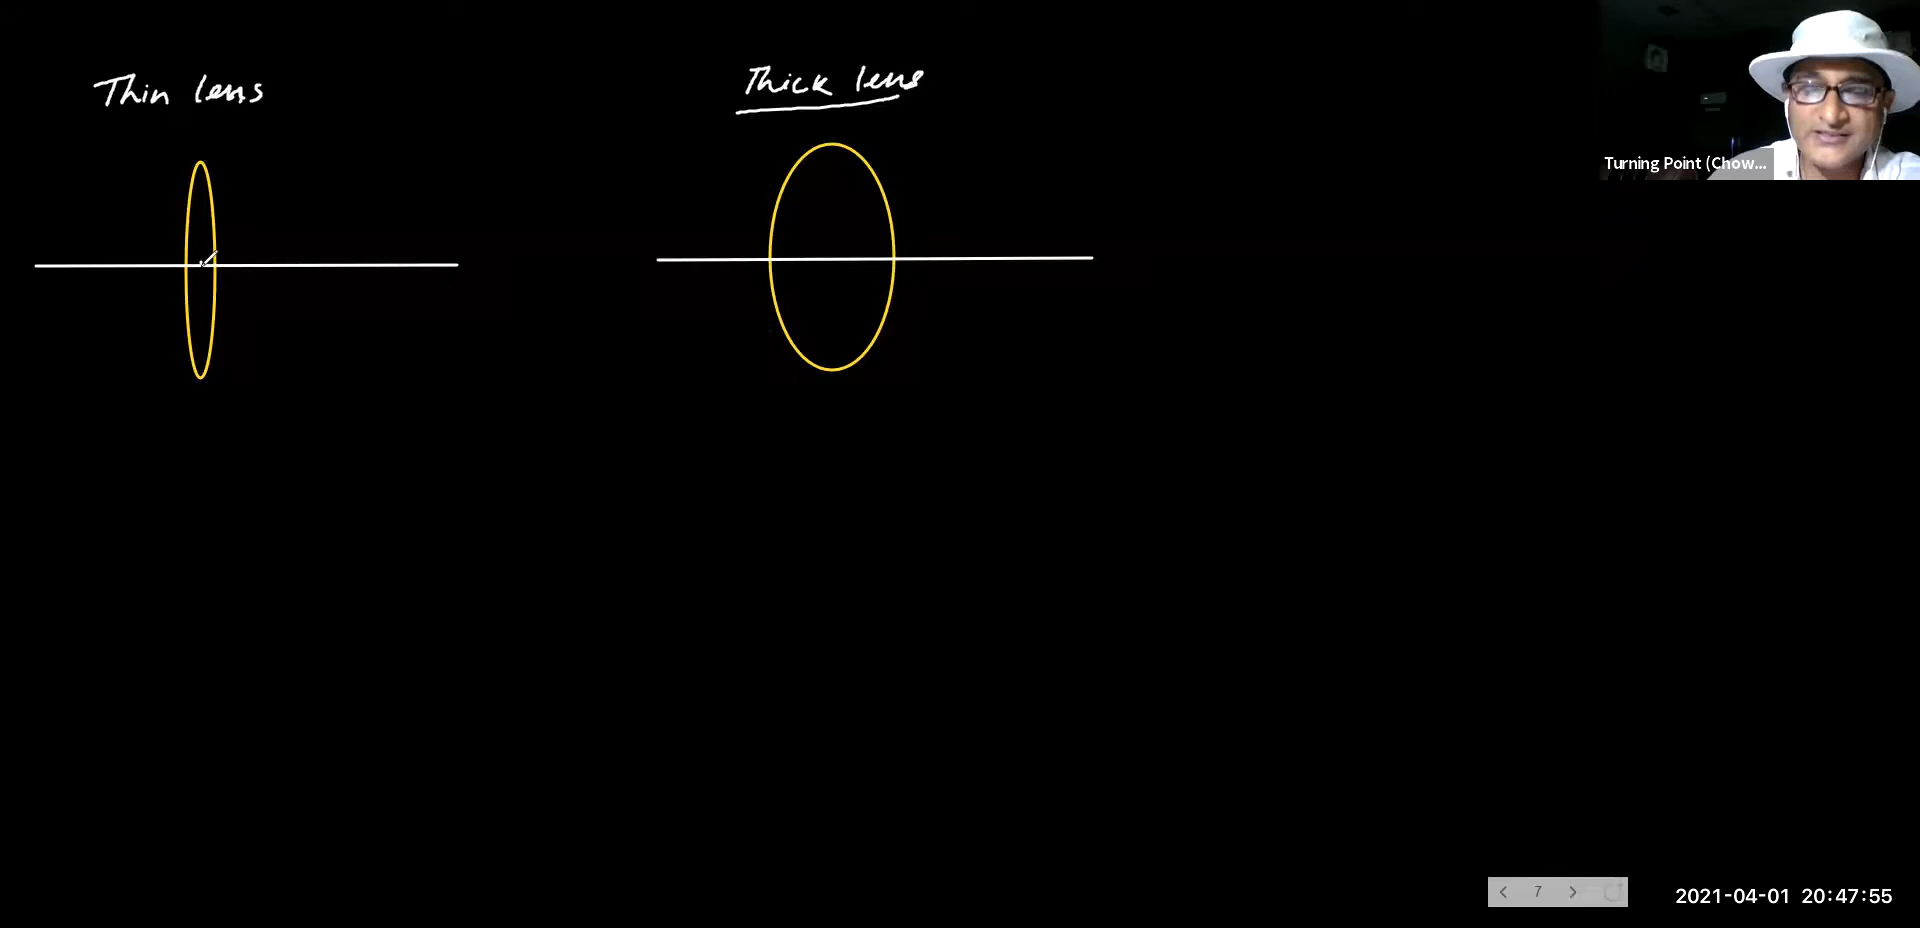 Thin lens
Thick lens
Turning Point (Chow...
7
2021-04-01 20:47:55